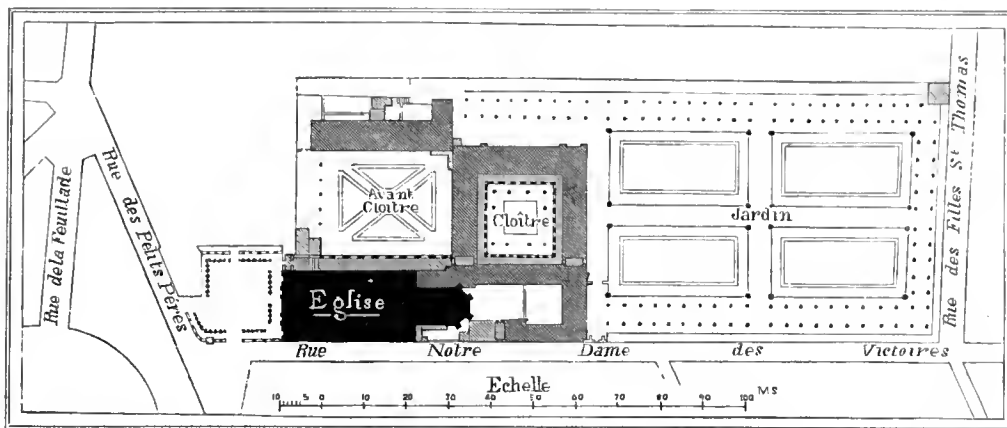 Rue de la Feuillade
Rue des Petits Pères
Avant
Cloître
Cloître
Jardin
Rue des Filles St Thomas
Eglise
Rue Notre Dame des Victoires
Echelle
10 5 0 10 20 30 40 50 60 70 80 90 100 Ms